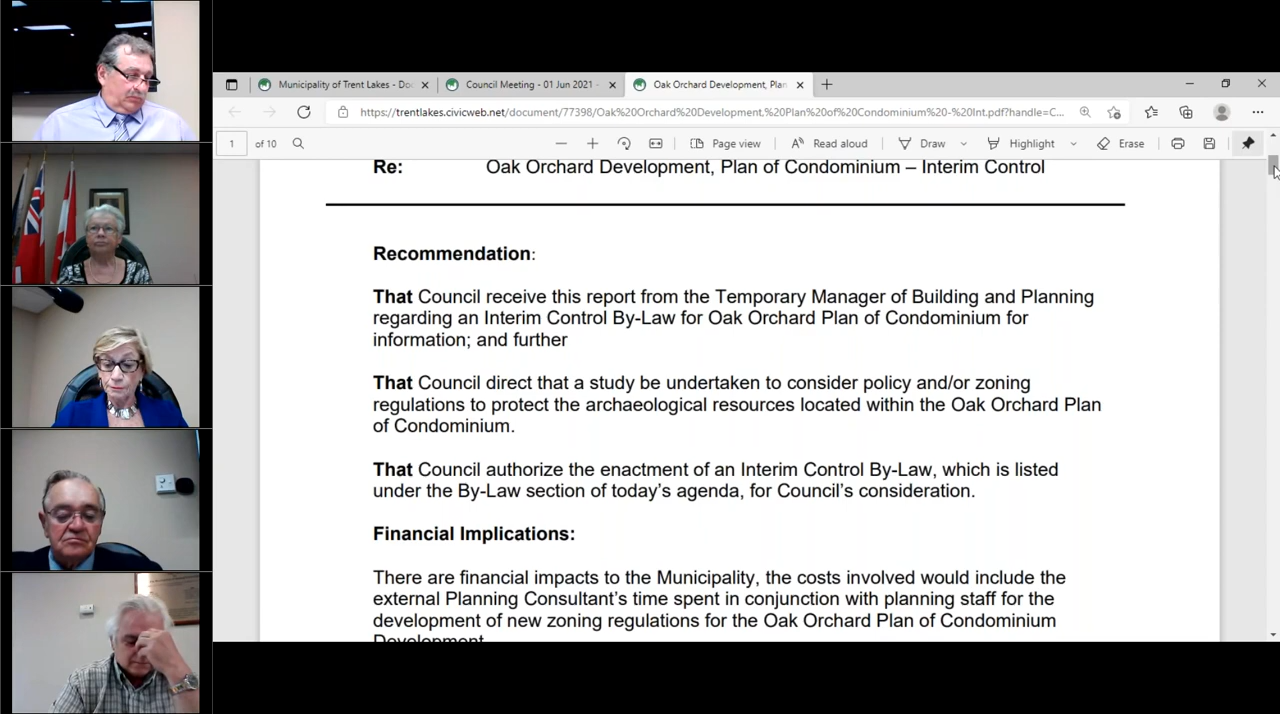 Municipality of Trent Lakes - Doc
Council Meeting - 01 Jun 2021 -
Oak Orchard Development, Plan
https://trentlakes.civicweb.net/document/77398/Oak%20Orchard%20Development,%20Plan%20of%20Condominium%20-%20Int.pdf?handle=C...
1 of 10
Page view
Read aloud
Draw
Highlight
Erase
Re: Oak Orchard Development, Plan of Condominium – Interim Control
Recommendation:
That Council receive this report from the Temporary Manager of Building and Planning
regarding an Interim Control By-Law for Oak Orchard Plan of Condominium for
information; and further
That Council direct that a study be undertaken to consider policy and/or zoning
regulations to protect the archaeological resources located within the Oak Orchard Plan
of Condominium.
That Council authorize the enactment of an Interim Control By-Law, which is listed
under the By-Law section of today's agenda, for Council's consideration.
Financial Implications:
There are financial impacts to the Municipality, the costs involved would include the
external Planning Consultant's time spent in conjunction with planning staff for the
development of new zoning regulations for the Oak Orchard Plan of Condominium
Development.